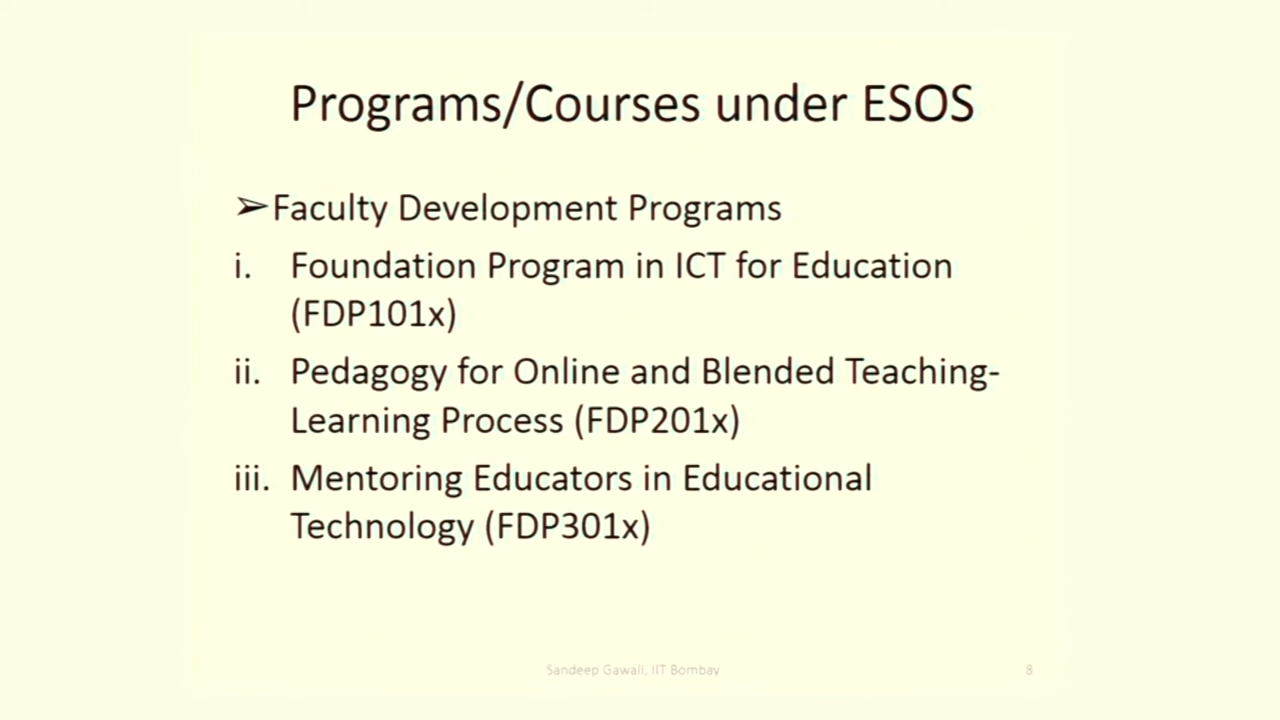 Programs/Courses under ESOS
➢Faculty Development Programs
i. Foundation Program in ICT for Education
(FDP101x)
ii. Pedagogy for Online and Blended Teaching-
Learning Process (FDP201x)
iii. Mentoring Educators in Educational
Technology (FDP301x)
Sandeep Gawali, IIT Bombay 8